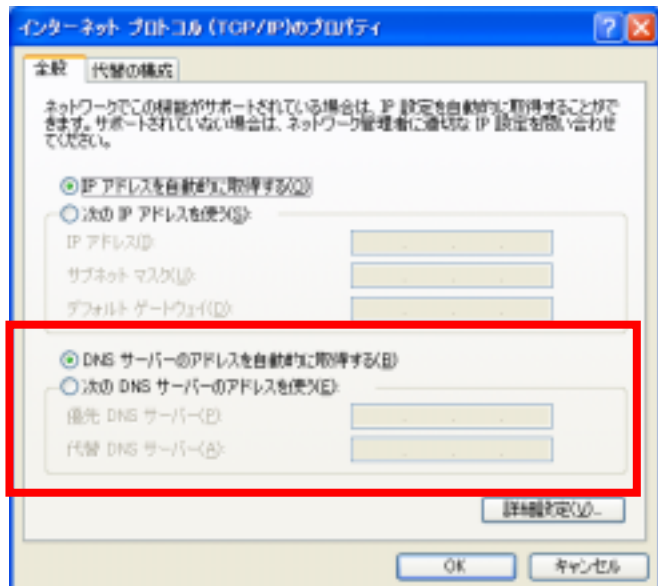 インターネット プロトコル (TCP/IP)のプロパティ
全般
代替の構成
ネットワークでこの機能がサポートされている場合は、IP 設定を自動的に取得することがで
きます。サポートされていない場合は、ネットワーク管理者に適切な IP 設定を問い合わせ
てください。
IP アドレスを自動的に取得する(O)
次の IP アドレスを使う(S):
IP アドレス(I):
サブネット マスク(U):
デフォルト ゲートウェイ(D):
DNS サーバーのアドレスを自動的に取得する(B)
次の DNS サーバーのアドレスを使う(E):
優先 DNS サーバー(P):
代替 DNS サーバー(A):
詳細設定(V)...
OK
キャンセル